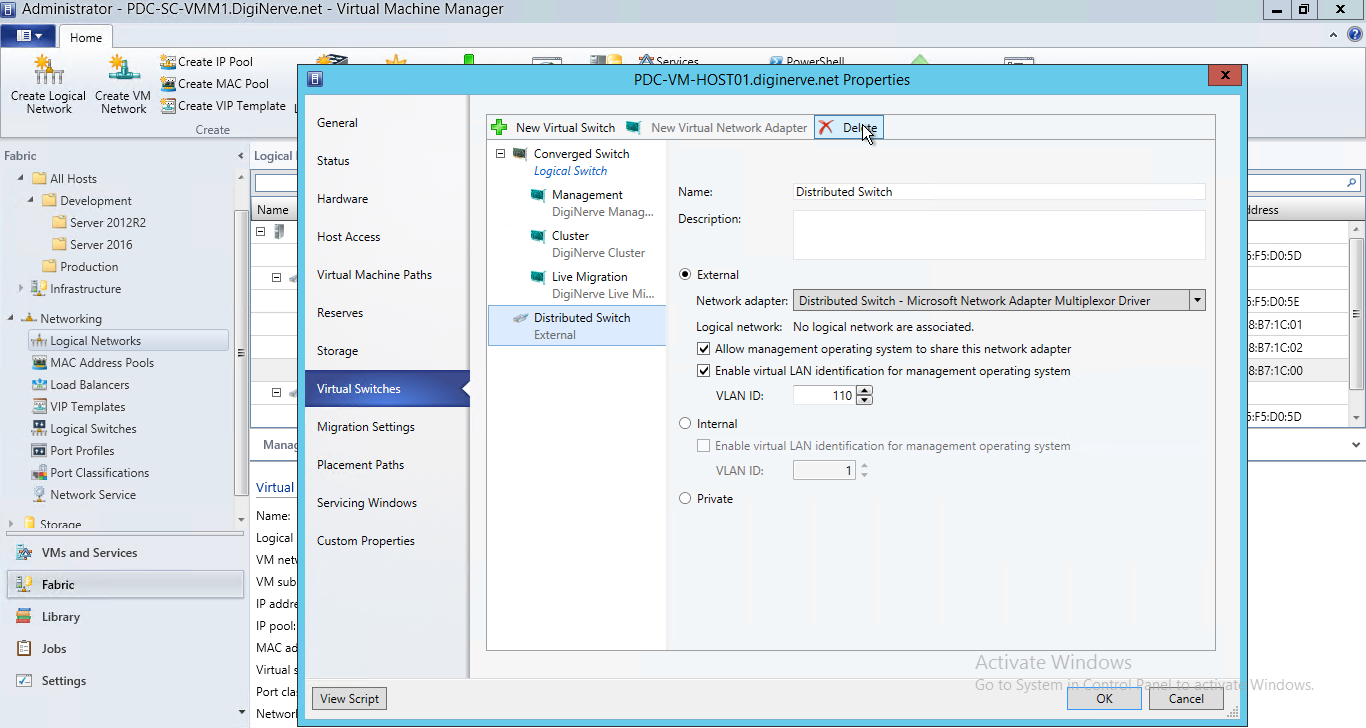 Administrator - PDC-SC-VMM1.DigiNerve.net - Virtual Machine Manager
Home
Create Logical Network
Create VM Network
Create IP Pool
Create MAC Pool
Create VIP Template
Create
Services
PowerShell
Fabric
All Hosts
Development
Server 2012R2
Server 2016
Production
Infrastructure
Networking
Logical Networks
MAC Address Pools
Load Balancers
VIP Templates
Logical Switches
Port Profiles
Port Classifications
Network Service
Storage
VMs and Services
Fabric
Library
Jobs
Settings
Logical
Name
Manag
Virtual
Name:
Logical
VM net
VM sub
IP addre
IP pool:
MAC ad
Virtual s
Port cla
Network
PDC-VM-HOST01.diginerve.net Properties
General
Status
Hardware
Host Access
Virtual Machine Paths
Reserves
Storage
Virtual Switches
Migration Settings
Placement Paths
Servicing Windows
Custom Properties
New Virtual Switch
New Virtual Network Adapter
Delete
Converged Switch
Logical Switch
Management
DigiNerve Manag...
Cluster
DigiNerve Cluster
Live Migration
DigiNerve Live Mi...
Distributed Switch
External
Name: Distributed Switch
Description:
External
Network adapter: Distributed Switch - Microsoft Network Adapter Multiplexor Driver
Logical network: No logical network are associated.
Allow management operating system to share this network adapter
Enable virtual LAN identification for management operating system
VLAN ID: 110
Internal
Enable virtual LAN identification for management operating system
VLAN ID: 1
Private
View Script
OK
Cancel
ddress
5:F5:D0:5D
5:F5:D0:5E
8:B7:1C:01
8:B7:1C:02
8:B7:1C:00
5:F5:D0:5D
Activate Windows
Go to System in Control Panel to activate Windows.